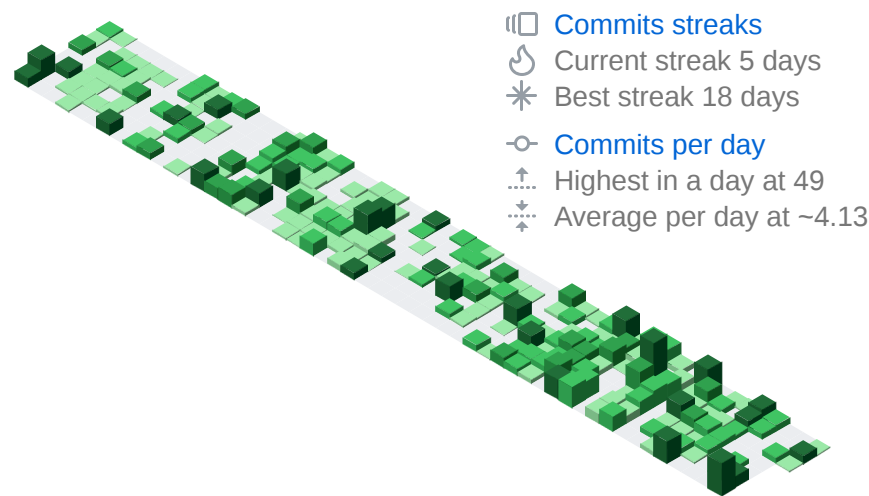 Commits streaks
Current streak 5 days
Best streak 18 days
Commits per day
Highest in a day at 49
Average per day at ~4.13